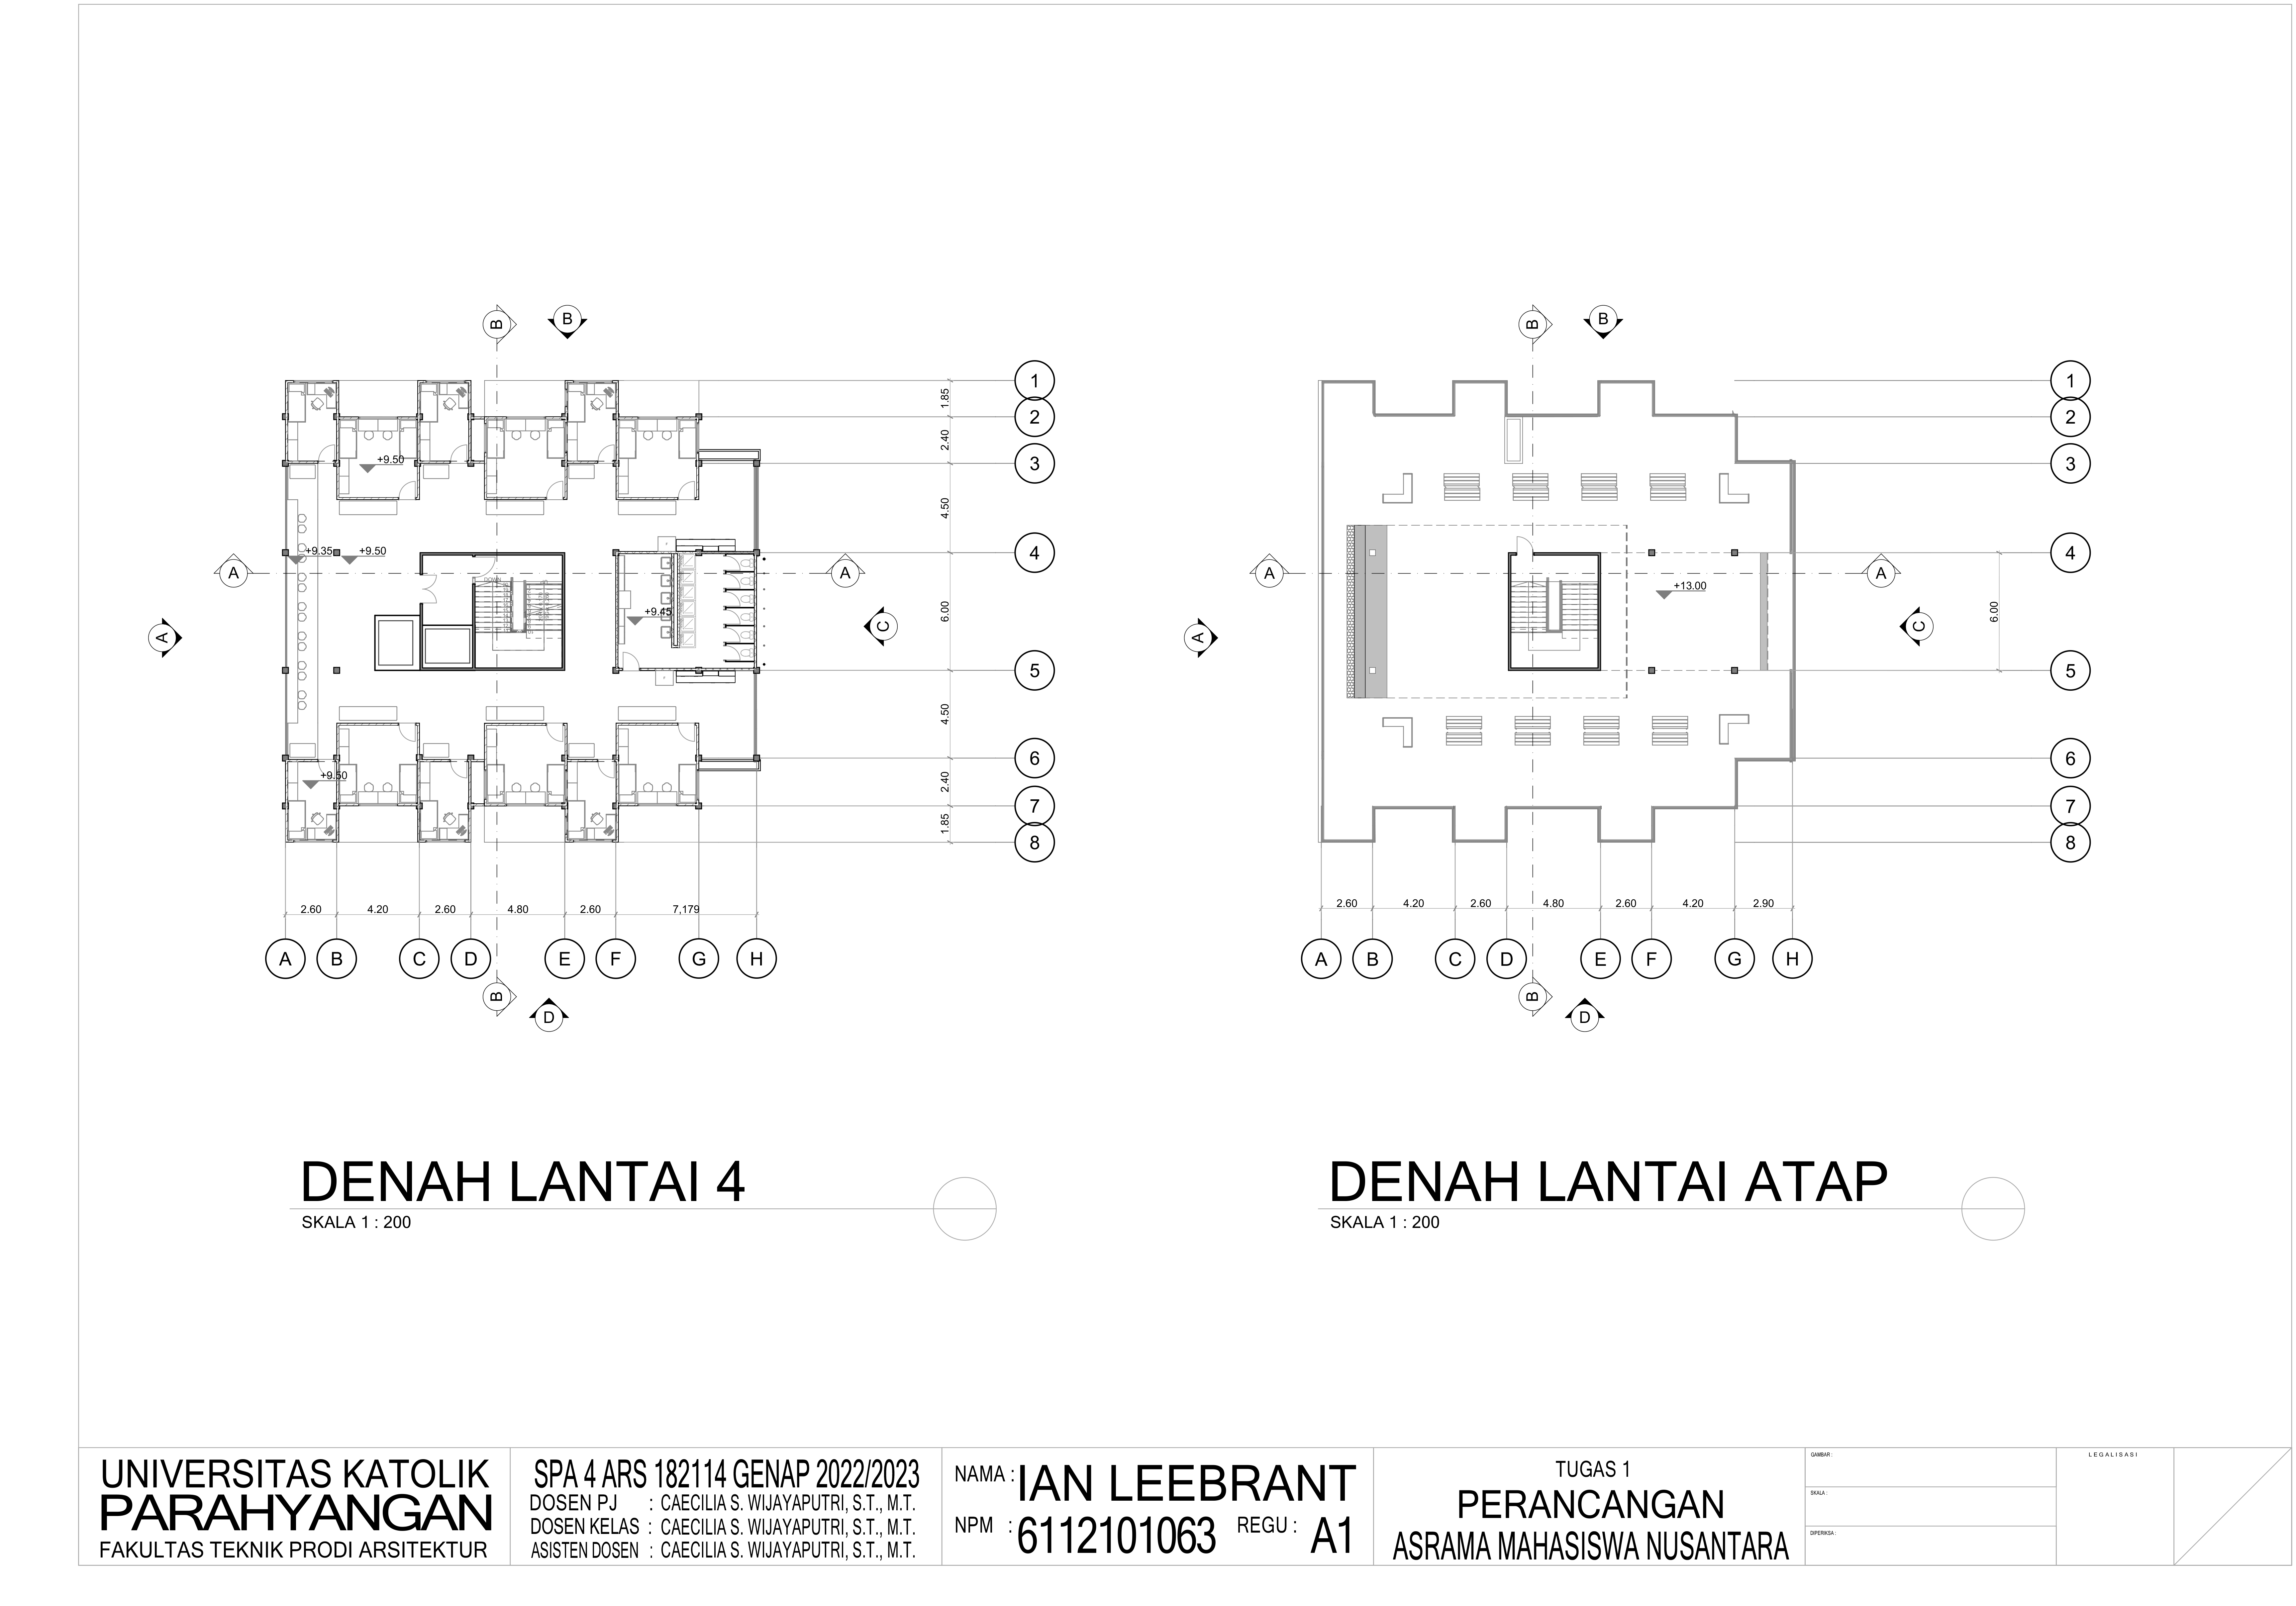 B
B
1
2
3
4
5
6
7
8
1.85
2.40
4.50
6.00
4.50
2.40
1.85
+9.50
+9.35
+9.50
DOWN
+9.45
+9.50
A
A
A
C
2.60
4.20
2.60
4.80
2.60
7,179
A
B
C
D
E
F
G
H
B
D
DENAH LANTAI 4
SKALA 1 : 200
B
B
1
2
3
4
5
6
7
8
6.00
+13.00
A
A
A
C
2.60
4.20
2.60
4.80
2.60
4.20
2.90
A
B
C
D
E
F
G
H
B
D
DENAH LANTAI ATAP
SKALA 1 : 200
UNIVERSITAS KATOLIK
PARAHYANGAN
FAKULTAS TEKNIK PRODI ARSITEKTUR
SPA 4 ARS 182114 GENAP 2022/2023
DOSEN PJ : CAECILIA S. WIJAYAPUTRI, S.T., M.T.
DOSEN KELAS : CAECILIA S. WIJAYAPUTRI, S.T., M.T.
ASISTEN DOSEN : CAECILIA S. WIJAYAPUTRI, S.T., M.T.
NAMA : IAN LEEBRANT
NPM : 6112101063 REGU : A1
TUGAS 1
PERANCANGAN
ASRAMA MAHASISWA NUSANTARA
GAMBAR :
SKALA :
DIPERIKSA :
LEGALISASI